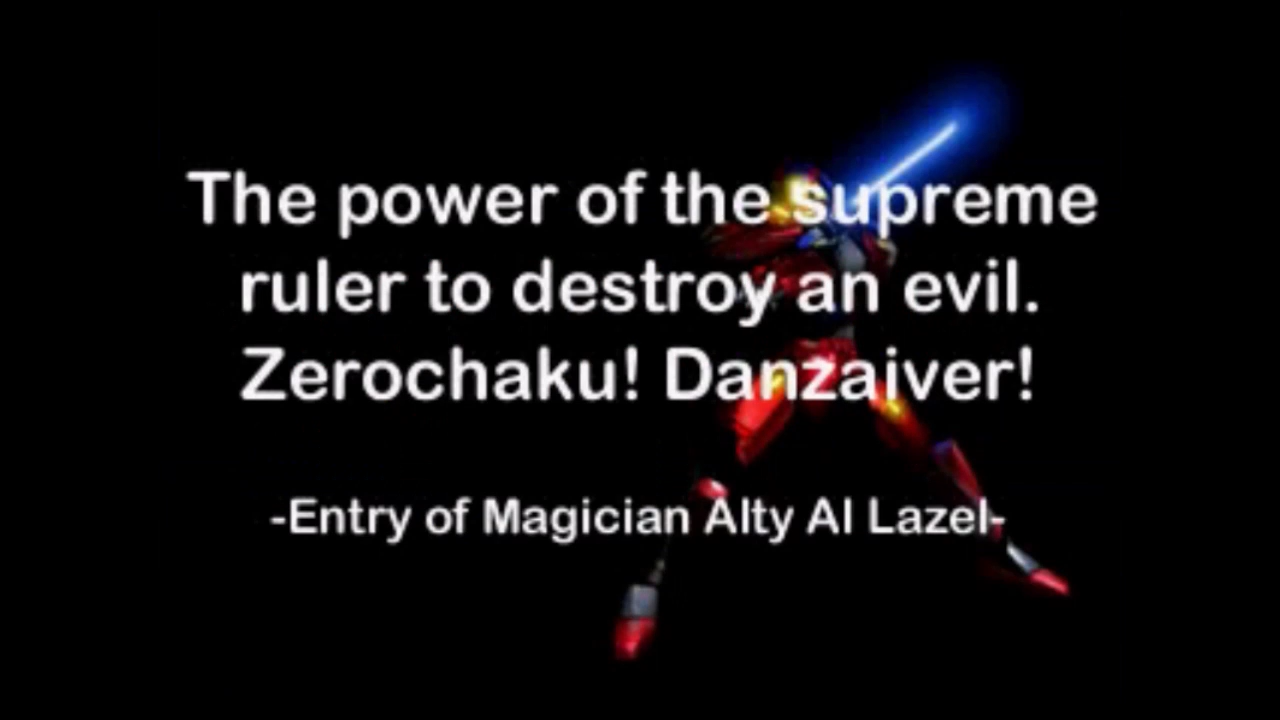 The power of the supreme
ruler to destroy an evil.
Zerochaku! Danzaiver!
-Entry of Magician Alty Al Lazel-